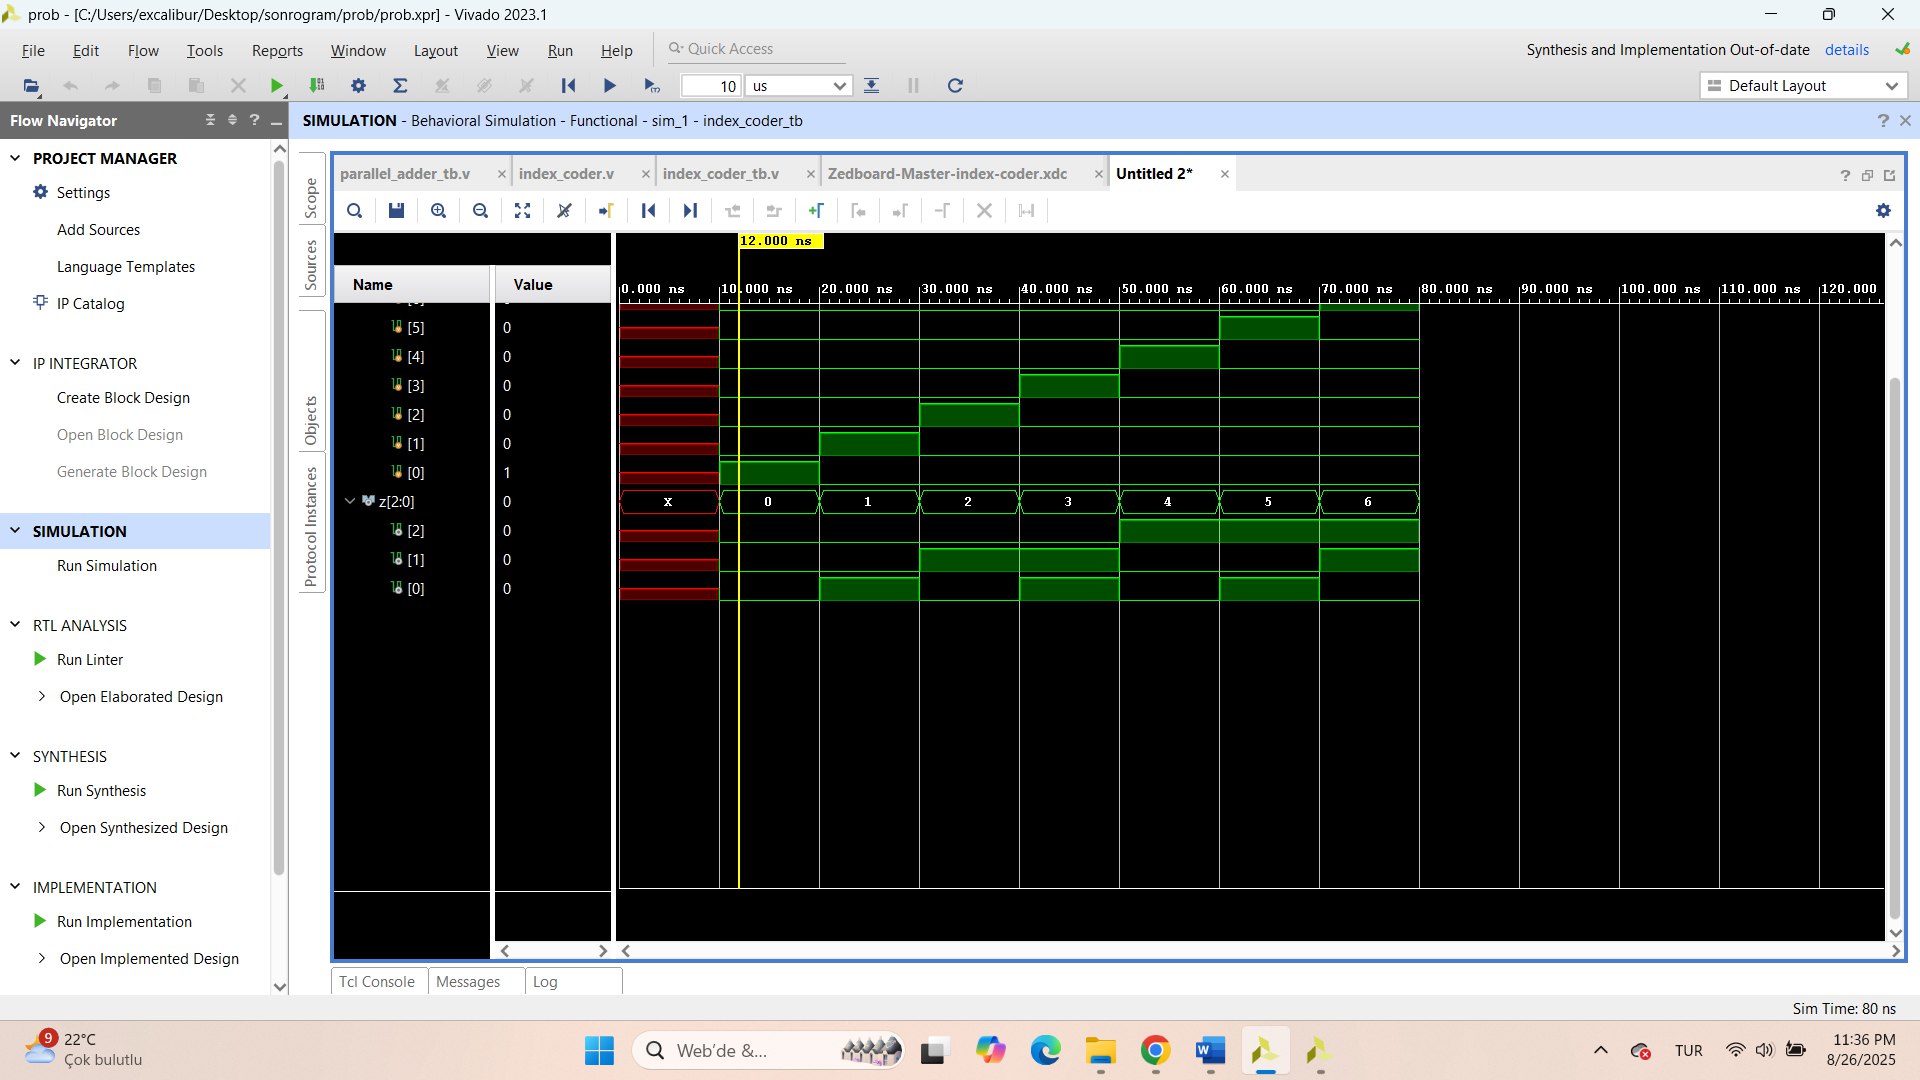 prob - [C:/Users/excalibur/Desktop/sonrogram/prob/prob.xpr] - Vivado 2023.1
File Edit Flow Tools Reports Window Layout View Run Help Quick Access
Synthesis and Implementation Out-of-date details
10 us Default Layout
Flow Navigator
SIMULATION - Behavioral Simulation - Functional - sim_1 - index_coder_tb
PROJECT MANAGER
Settings
Add Sources
Language Templates
IP Catalog
IP INTEGRATOR
Create Block Design
Open Block Design
Generate Block Design
SIMULATION
Run Simulation
RTL ANALYSIS
Run Linter
Open Elaborated Design
SYNTHESIS
Run Synthesis
Open Synthesized Design
IMPLEMENTATION
Run Implementation
Open Implemented Design
Scope
Sources
Objects
Protocol Instances
parallel_adder_tb.v index_coder.v index_coder_tb.v Zedboard-Master-index-coder.xdc Untitled 2*
12.000 ns
Name Value
0.000 ns 10.000 ns 20.000 ns 30.000 ns 40.000 ns 50.000 ns 60.000 ns 70.000 ns 80.000 ns 90.000 ns 100.000 ns 110.000 ns 120.000
[5] 0
[4] 0
[3] 0
[2] 0
[1] 0
[0] 1
z[2:0] 0 X 0 1 2 3 4 5 6
[2] 0
[1] 0
[0] 0
Tcl Console Messages Log
Sim Time: 80 ns
9
22°C
Çok bulutlu
Web'de &...
TUR
11:36 PM
8/26/2025